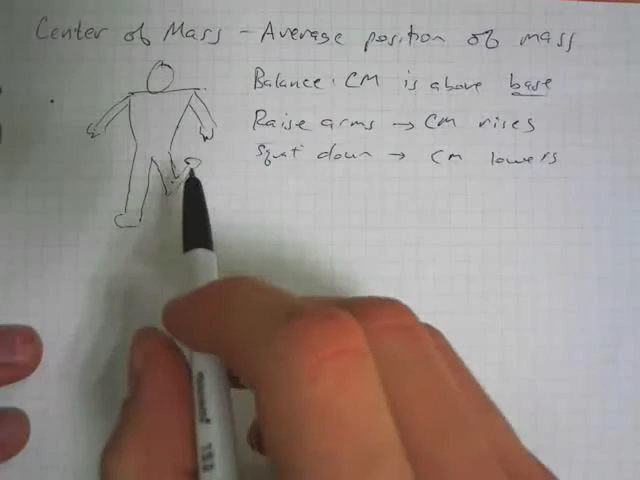 Center of Mass - Average position of mass
Balance: CM is above base
Raise arms → CM rises
Squat down → CM lowers